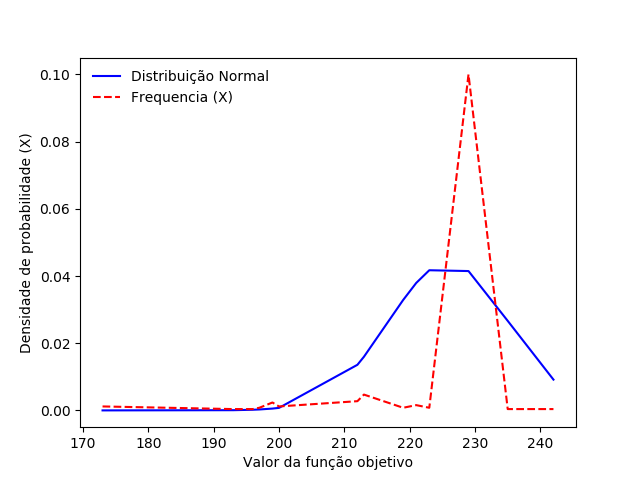 Distribuição Normal
Frequencia (X)
0.10
0.08
0.06
0.04
0.02
0.00
Densidade de probabilidade (X)
170 180 190 200 210 220 230 240
Valor da função objetivo